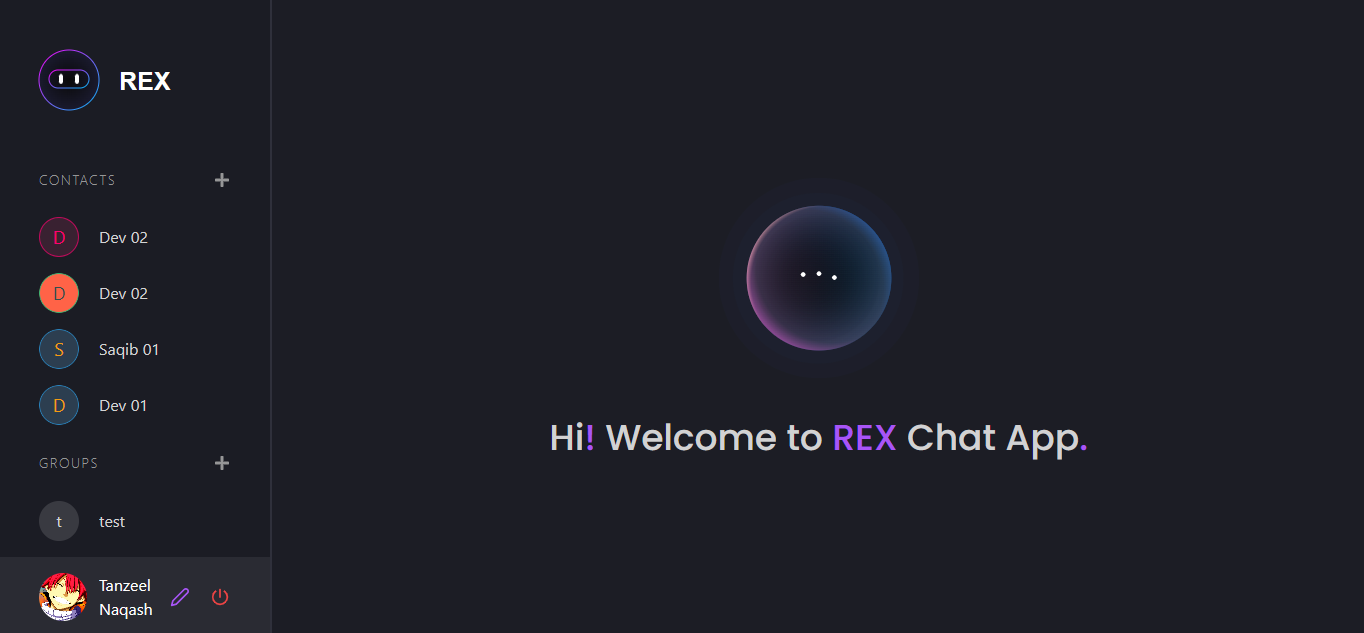 REX
CONTACTS
D Dev 02
D Dev 02
S Saqib 01
D Dev 01
GROUPS
t test
Tanzeel
Naqash
Hi! Welcome to REX Chat App.